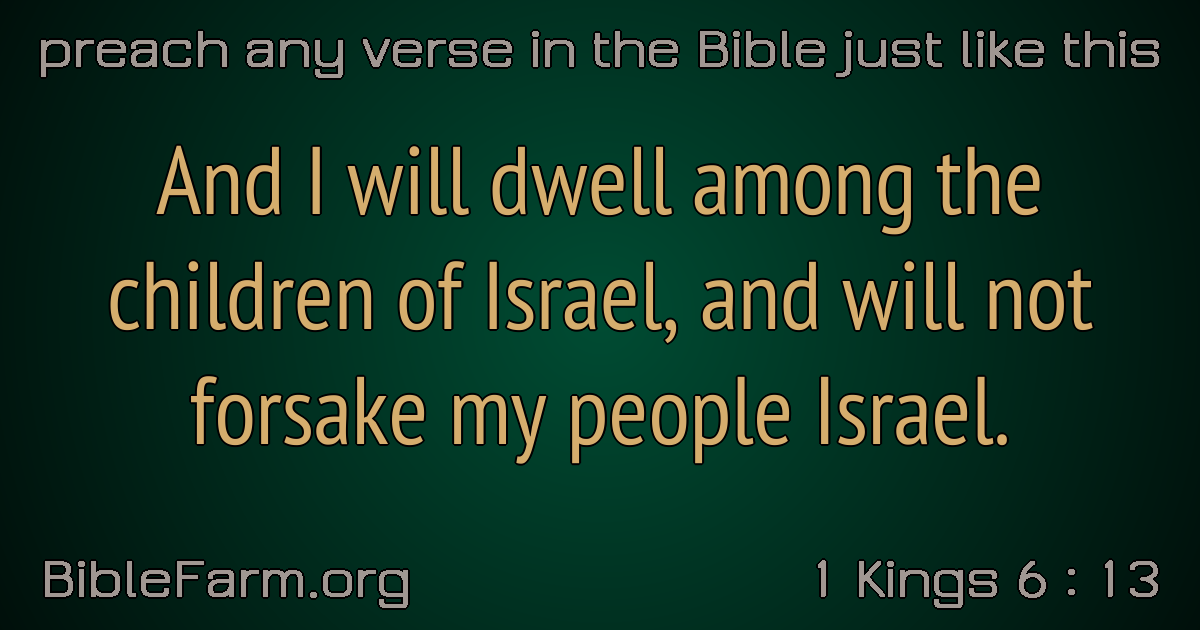 preach any verse in the Bible just like this
And I will dwell among the
children of Israel, and will not
forsake my people Israel.
BibleFarm.org
1 Kings 6 : 13